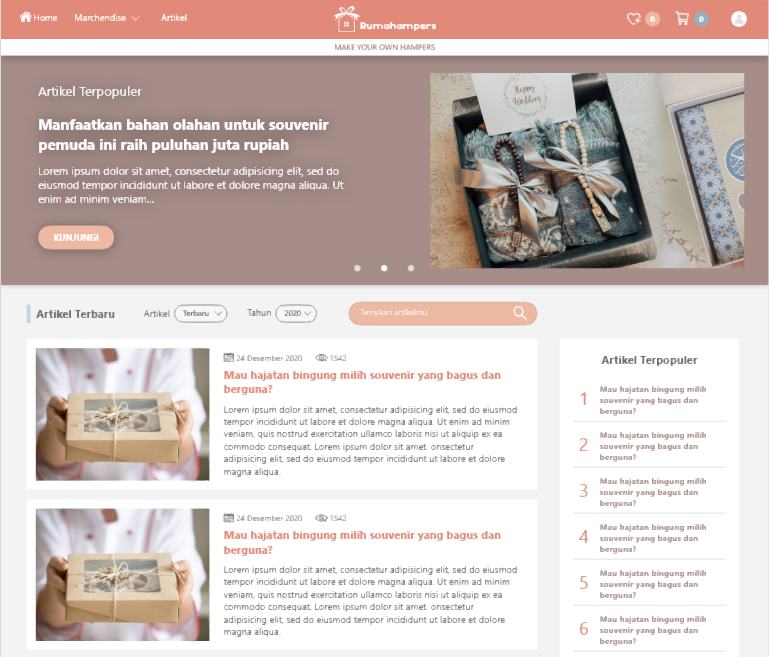 Home
Marchendise
Artikel
Rumahampers
0
0
MAKE YOUR OWN HAMPERS
Artikel Terpopuler
Manfaatkan bahan olahan untuk souvenir
pemuda ini raih puluhan juta rupiah
Lorem ipsum dolor sit amet, consectetur adipisicing elit, sed do
eiusmod tempor incididunt ut labore et dolore magna aliqua. Ut
enim ad minim veniam...
KUNJUNGI
Happy
Wedding
Artikel Terbaru
Artikel
Terbaru
Tahun
2020
Temukan artikelmu
24 Desember 2020
1542
Mau hajatan bingung milih souvenir yang bagus dan
berguna?
Lorem ipsum dolor sit amet, consectetur adipisicing elit, sed do eiusmod
tempor incididunt ut labore et dolore magna aliqua. Ut enim ad minim
veniam, quis nostrud exercitation ullamco laboris nisi ut aliquip ex ea
commodo consequat. Lorem ipsum dolor sit amet. onsectetur
adipisicing elit, sed do eiusmod tempor incididunt ut labore et dolore
magna aliqua.
24 Desember 2020
1542
Mau hajatan bingung milih souvenir yang bagus dan
berguna?
Lorem ipsum dolor sit amet, consectetur adipisicing elit, sed do eiusmod
tempor incididunt ut labore et dolore magna aliqua. Ut enim ad minim
veniam, quis nostrud exercitation ullamco laboris nisi ut aliquip ex ea
commodo consequat. Lorem ipsum dolor sit amet. onsectetur
adipisicing elit, sed do eiusmod tempor incididunt ut labore et dolore
magna aliqua.
Artikel Terpopuler
1
Mau hajatan bingung milih
souvenir yang bagus dan
berguna?
2
Mau hajatan bingung milih
souvenir yang bagus dan
berguna?
3
Mau hajatan bingung milih
souvenir yang bagus dan
berguna?
4
Mau hajatan bingung milih
souvenir yang bagus dan
berguna?
5
Mau hajatan bingung milih
souvenir yang bagus dan
berguna?
6
Mau hajatan bingung milih
souvenir yang bagus dan
berguna?